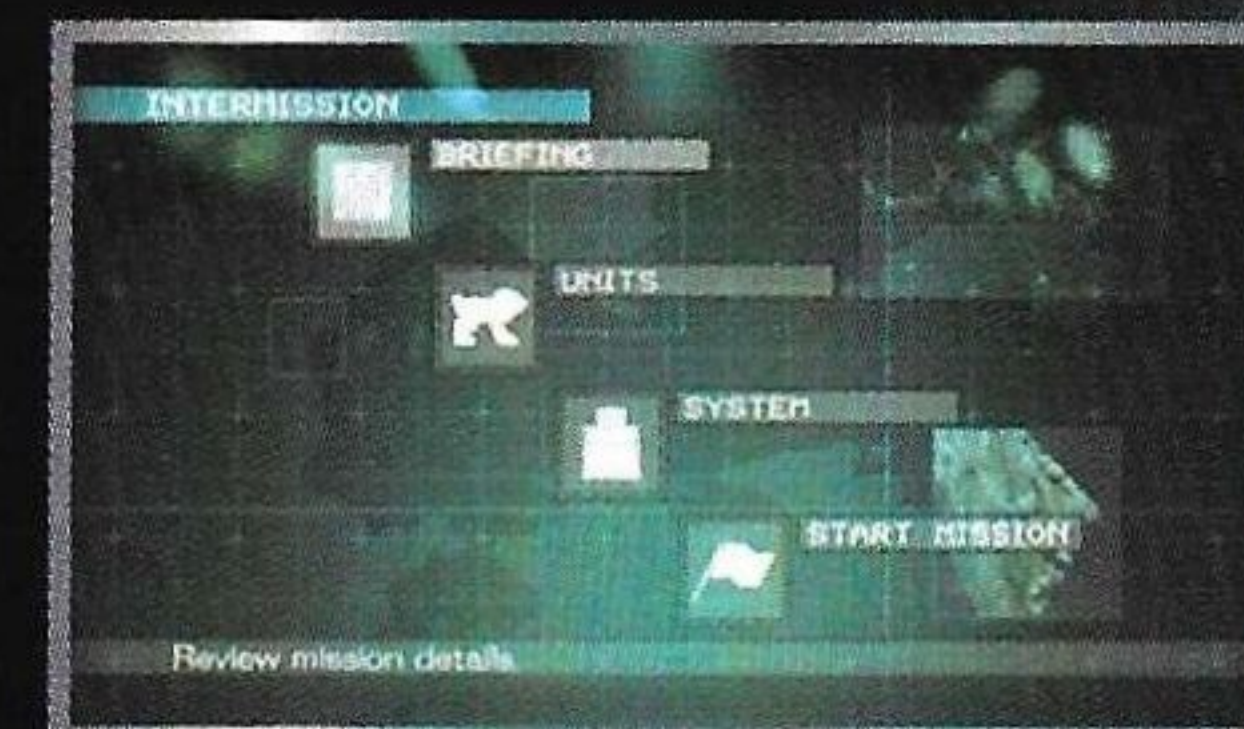 INTERMISSION
BRIEFING
UNITS
SYSTEM
START MISSION
Review mission details.